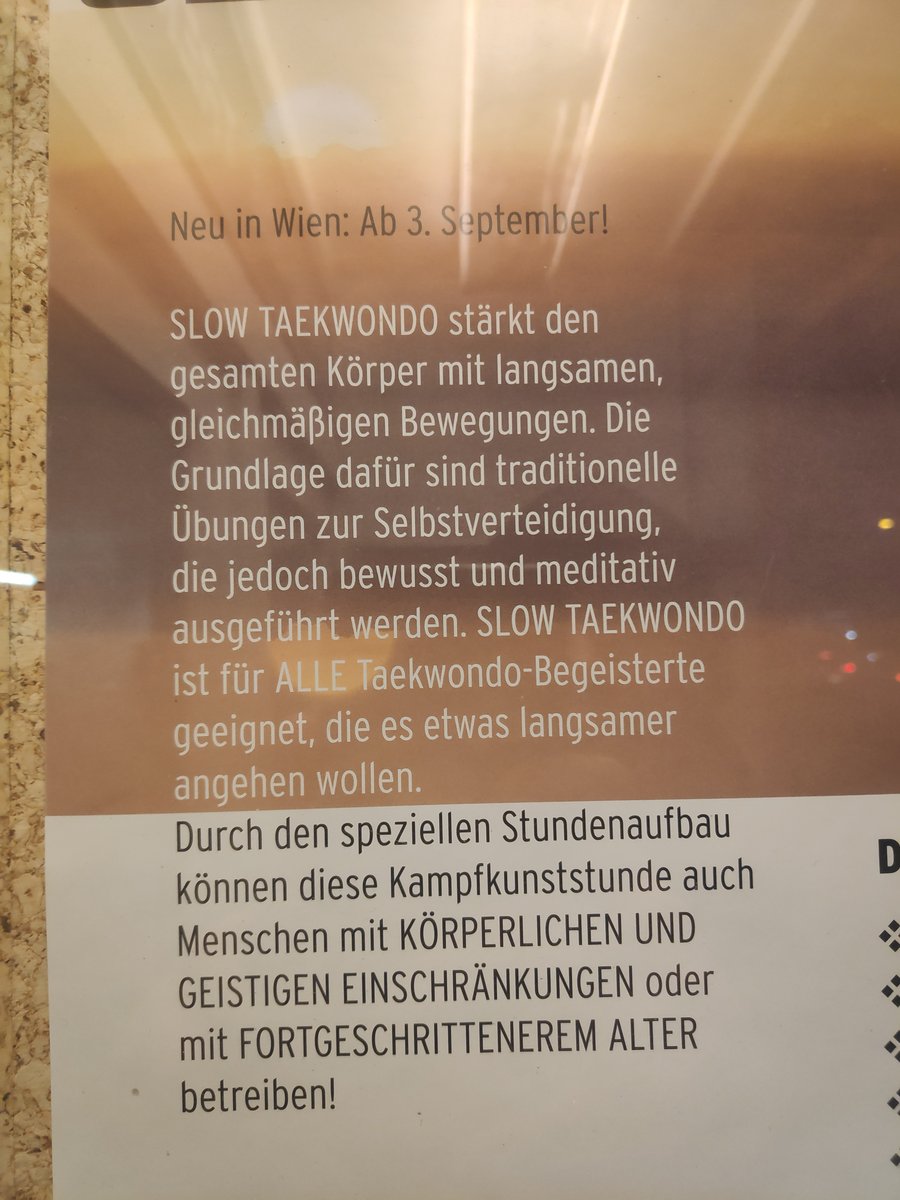 Neu in Wien: Ab 3. September!
SLOW TAEKWONDO stärkt den
gesamten Körper mit langsamen,
gleichmäßigen Bewegungen. Die
Grundlage dafür sind traditionelle
Übungen zur Selbstverteidigung,
die jedoch bewusst und meditativ
ausgeführt werden. SLOW TAEKWONDO
ist für ALLE Taekwondo-Begeisterte
geeignet, die es etwas langsamer
angehen wollen.
Durch den speziellen Stundenaufbau
können diese Kampfkunststunde auch
Menschen mit KÖRPERLICHEN UND
GEISTIGEN EINSCHRÄNKUNGEN oder
mit FORTGESCHRITTENEREM ALTER
betreiben!